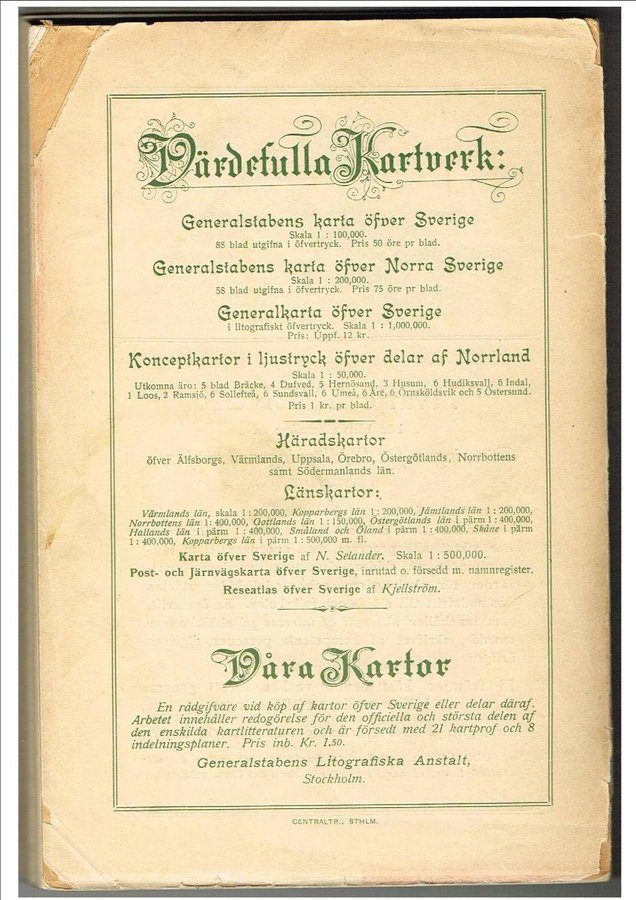 Värdefulla Kartverk:
Generalstabens karta öfver Sverige
Skala 1 : 100,000.
88 blad utgifna i öfvertryck. Pris 50 öre pr blad.
Generalstabens karta öfver Norra Sverige
Skala 1 : 200,000.
58 blad utgifna i öfvertryck. Pris 75 öre pr blad.
Generalkarta öfver Sverige
i litografiskt öfvertryck. Skala 1 : 1,000,000.
Pris: Uppf. 12 kr.
Konceptkartor i ljustryck öfver delar af Norrland
Skala 1 : 50,000.
Utkomna äro: 5 blad Bräcke, 4 Dufved, 5 Hernösand, 3 Husum, 6 Hudiksvall, 6 Indal,
1 Loos, 2 Ramsjö, 6 Sollefteå, 6 Sundsvall, 6 Umeå, 6 Åre, 6 Örnsköldsvik och 5 Östersund.
Pris 1 kr. pr blad.
Häradskartor
öfver Älfsborgs, Värmlands, Uppsala, Örebro, Östergötlands, Norrbottens
samt Södermanlands län.
Länskartor:
Värmlands län, skala 1 : 200,000, Kopparbergs län 1 : 200,000, Jämtlands län 1 : 200,000,
Norrbottens län 1 : 400,000, Gottlands län 1 : 150,000, Östergötlands län i pärm 1 : 400,000,
Hallands län i pärm 1 : 400,000, Småland och Öland i pärm 1 : 400,000, Skåne i pärm
1 : 400,000, Kopparbergs län i pärm 1 : 500,000 m. fl.
Karta öfver Sverige af N. Selander. Skala 1 : 500,000.
Post- och Järnvägskarta öfver Sverige, inrutad o. försedd m. namnregister.
Reseatlas öfver Sverige af Kjellström.
Våra Kartor
En rådgifvare vid köp af kartor öfver Sverige eller delar däraf.
Arbetet innehåller redogörelse för den officiella och största delen af
den enskilda kartlitteraturen och är försedt med 21 kartprof och 8
indelningsplaner. Pris inb. Kr. 1.50.
Generalstabens Litografiska Anstalt,
Stockholm.
CENTRALTR., STHLM.